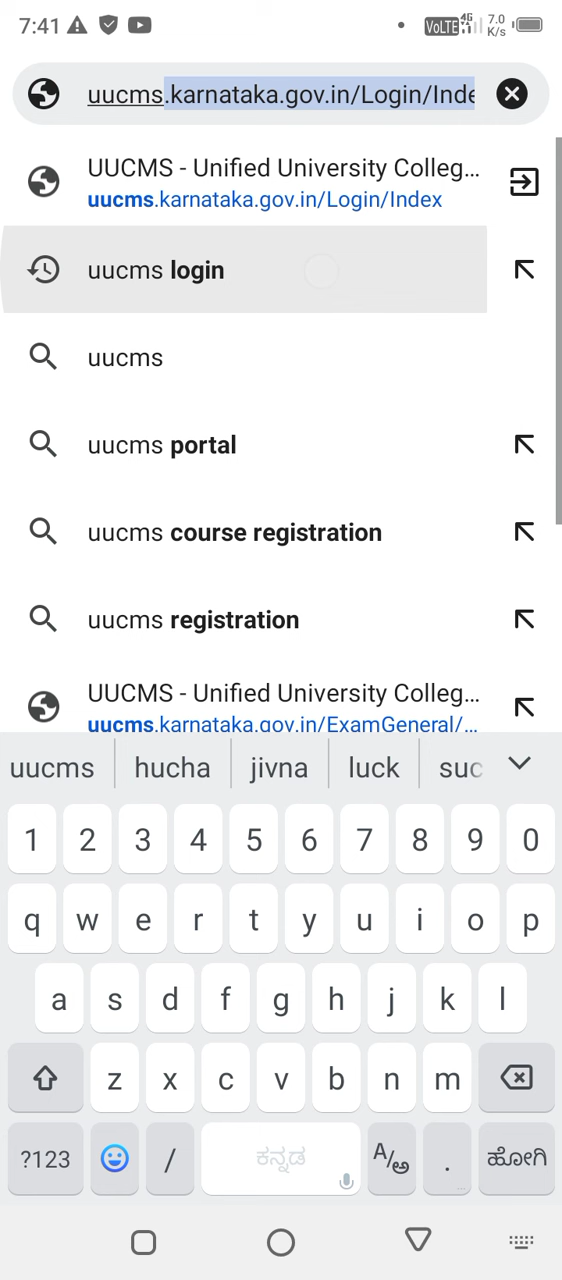 7:41 VoLTE 4G 7.0 K/s
uucms.karnataka.gov.in/Login/Inde
UUCMS - Unified University Colleg...
uucms.karnataka.gov.in/Login/Index
uucms login
uucms
uucms portal
uucms course registration
uucms registration
UUCMS - Unified University Colleg...
uucms.karnataka.gov.in/ExamGeneral/...
uucms hucha jivna luck suc
1 2 3 4 5 6 7 8 9 0
q w e r t y u i o p
a s d f g h j k l
z x c v b n m
?123 / ಕನ್ನಡ A/ಅ . ಹೋಗಿ